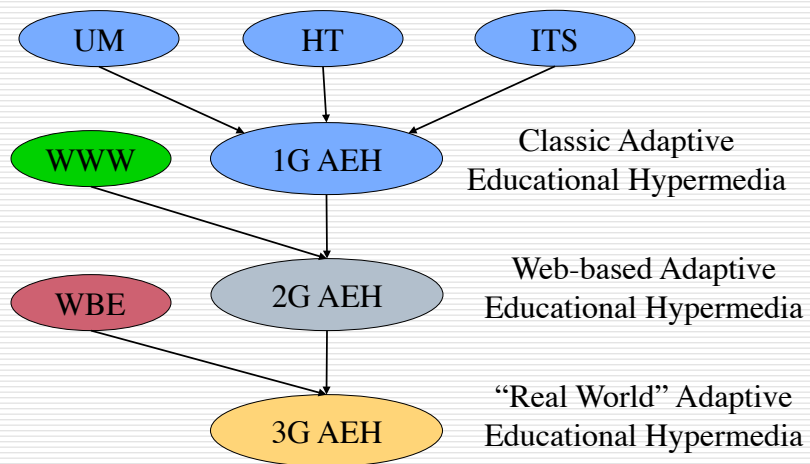 UM
HT
ITS
WWW
1G AEH
Classic Adaptive
Educational Hypermedia
WBE
2G AEH
Web-based Adaptive
Educational Hypermedia
3G AEH
“Real World” Adaptive
Educational Hypermedia